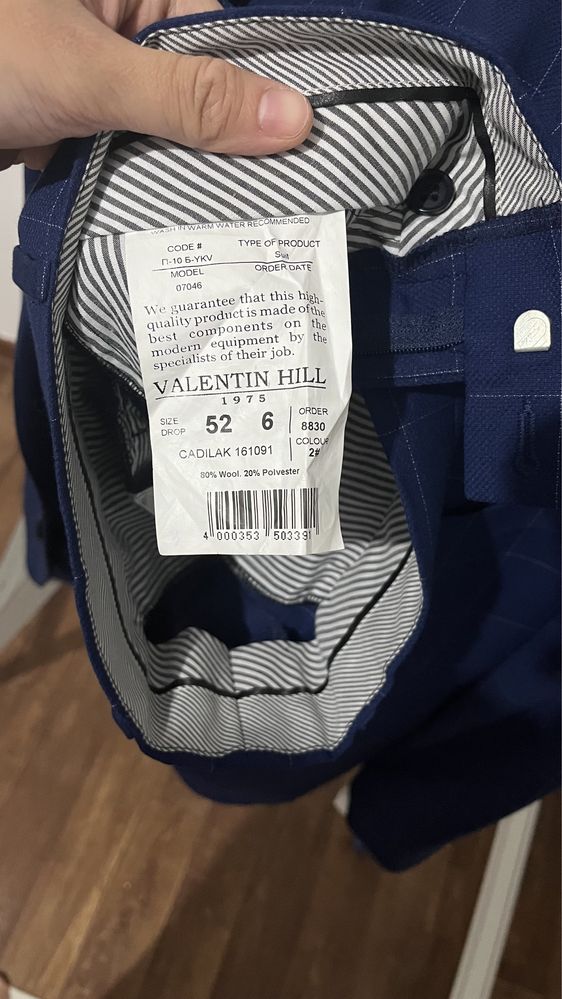 WASH IN WARM WATER RECOMMENDED
CODE # TYPE OF PRODUCT
П-10 Б-YKV Suit
MODEL ORDER DATE
07046
We guarantee that this high-
quality product is made of the
best components on the
modern equipment by the
specialists of their job.
VALENTIN HILL
1975
SIZE DROP 52 6 ORDER 8830
CADILAK 161091 COLOUR 2#
80% Wool. 20% Polyester
4 000353 503391